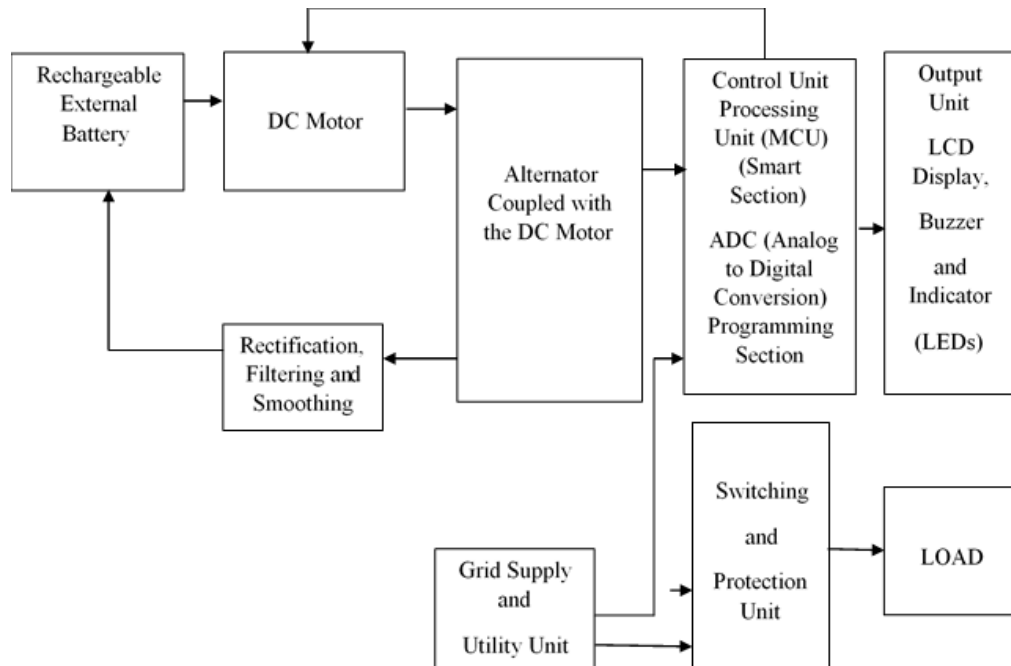 Rechargeable
External
Battery
DC Motor
Alternator
Coupled with
the DC Motor
Control Unit
Processing
Unit (MCU)
(Smart
Section)
ADC (Analog
to Digital
Conversion)
Programming
Section
Output
Unit
LCD
Display,
Buzzer
and
Indicator
(LEDs)
Rectification,
Filtering and
Smoothing
Switching
and
Protection
Unit
LOAD
Grid Supply
and
Utility Unit